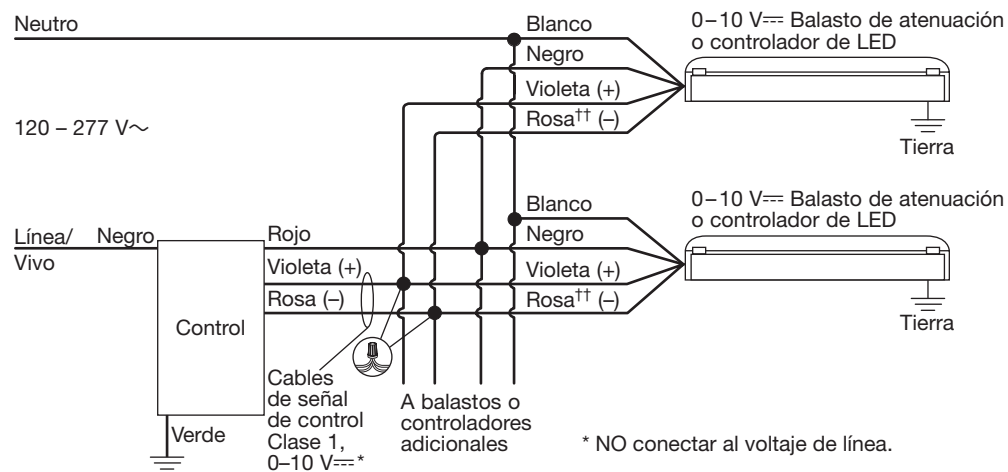 Neutro
Blanco
0–10 V⎓ Balasto de atenuación
o controlador de LED
Negro
Violeta (+)
Rosa†† (–)
120 – 277 V∼
Tierra
Blanco
0–10 V⎓ Balasto de atenuación
o controlador de LED
Línea/
Vivo
Negro
Rojo
Negro
Violeta (+)
Violeta (+)
Rosa (–)
Rosa†† (–)
Control
Tierra
Verde
Cables
de señal
de control
Clase 1,
0–10 V⎓*
A balastos o
controladores
adicionales
* NO conectar al voltaje de línea.